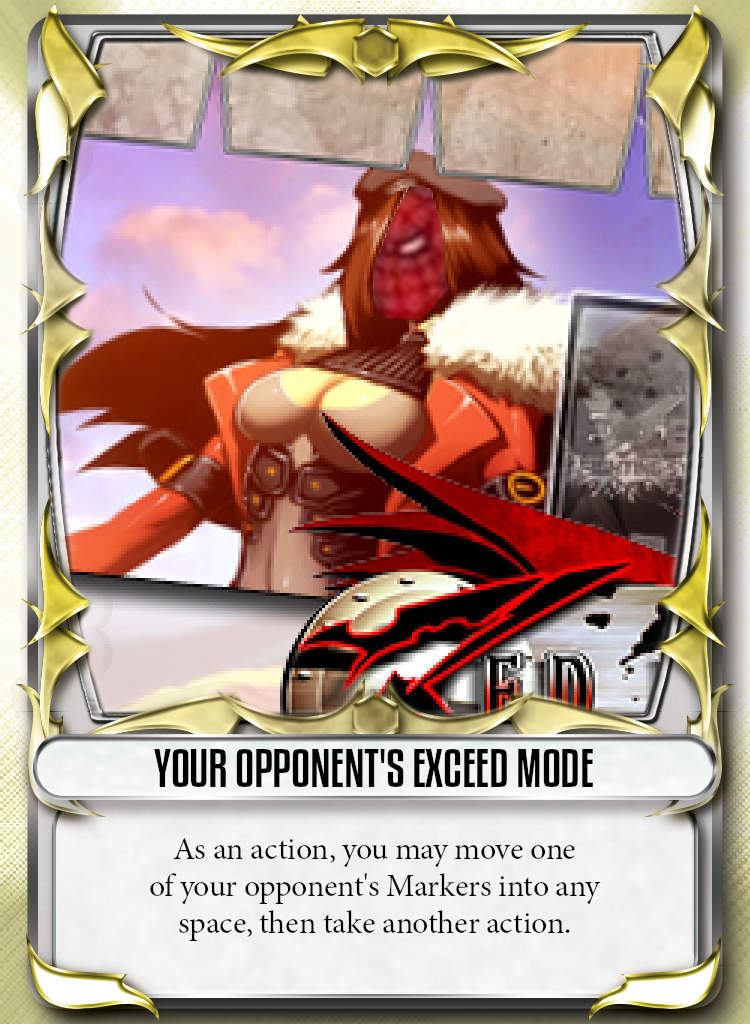 YOUR OPPONENT'S EXCEED MODE
As an action, you may move one
of your opponent's Markers into any
space, then take another action.